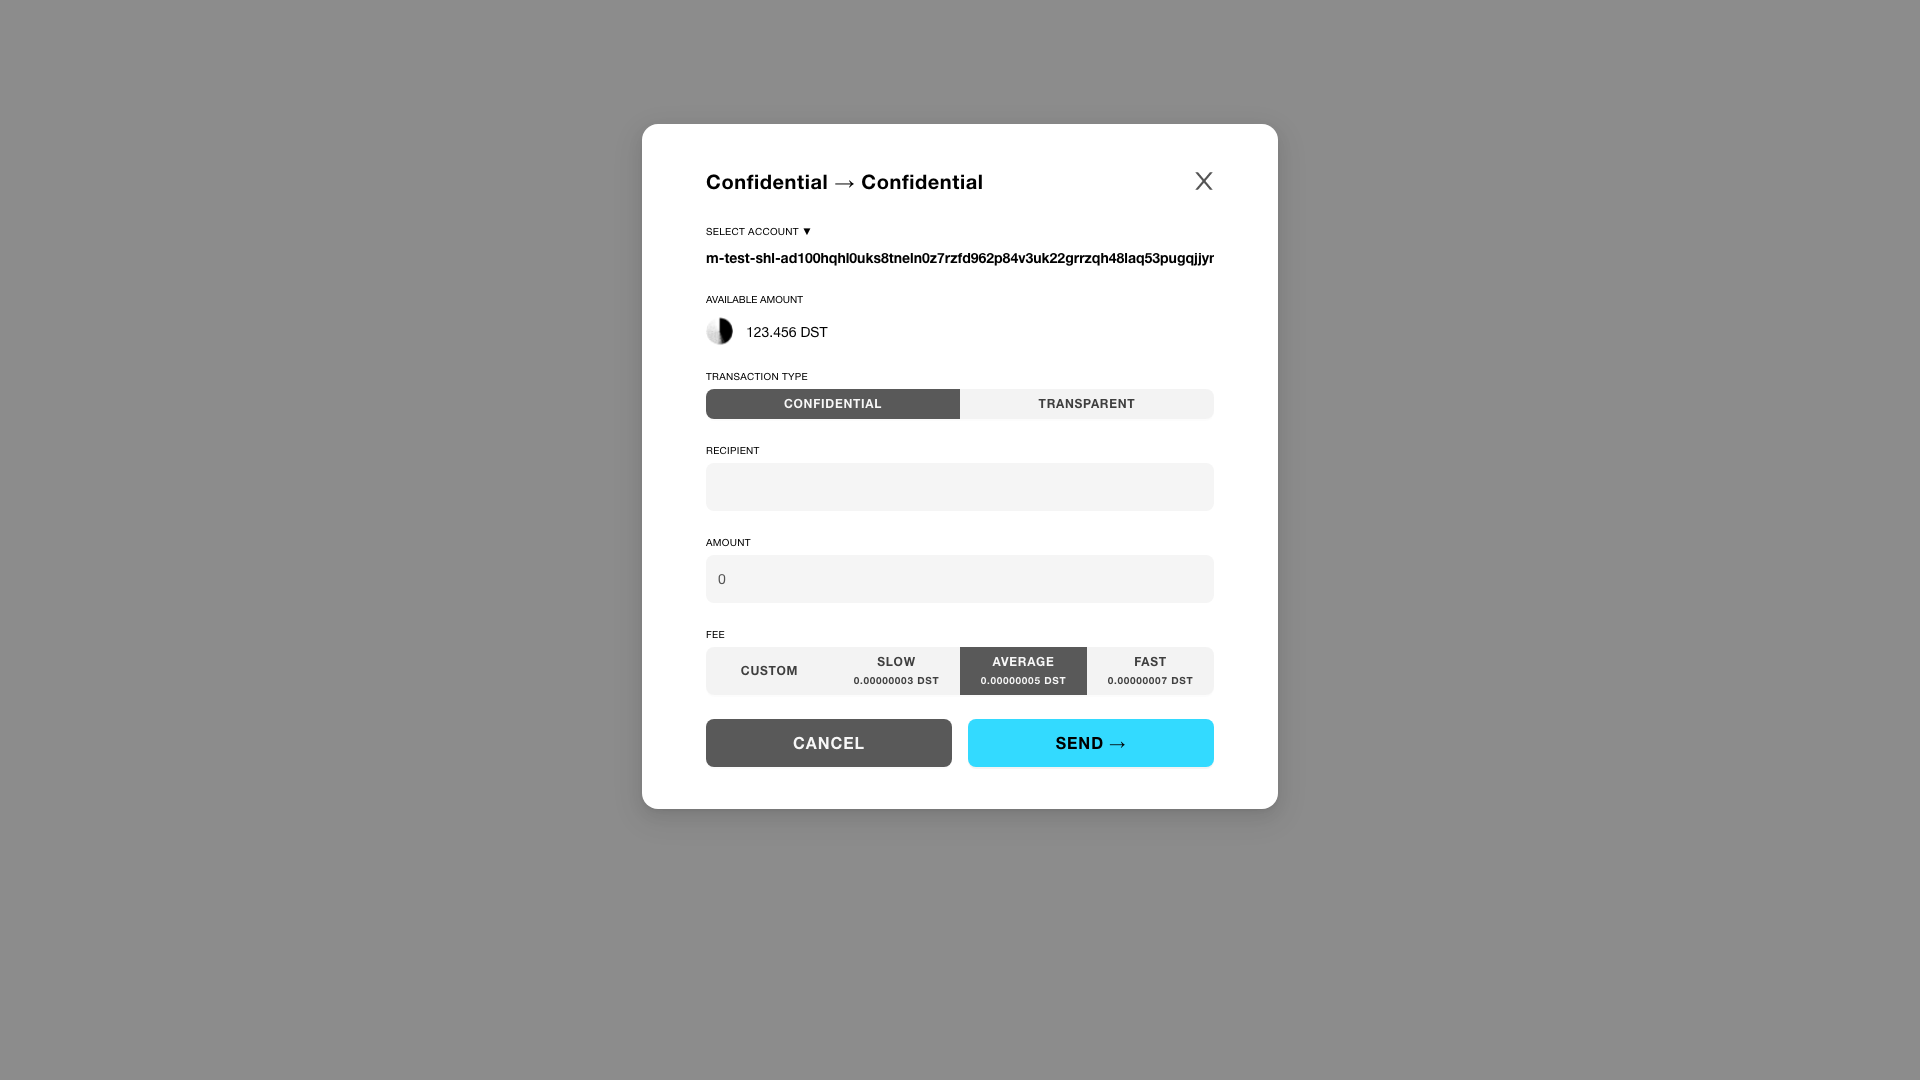 Confidential → Confidential
X
SELECT ACCOUNT ▼
m-test-shl-ad100hqhl0uks8tneln0z7rzfd962p84v3uk22grrzqh48laq53pugqjjyr
AVAILABLE AMOUNT
123.456 DST
TRANSACTION TYPE
CONFIDENTIAL TRANSPARENT
RECIPIENT
AMOUNT
0
FEE
CUSTOM SLOW AVERAGE FAST
0.00000003 DST 0.00000005 DST 0.00000007 DST
CANCEL SEND →